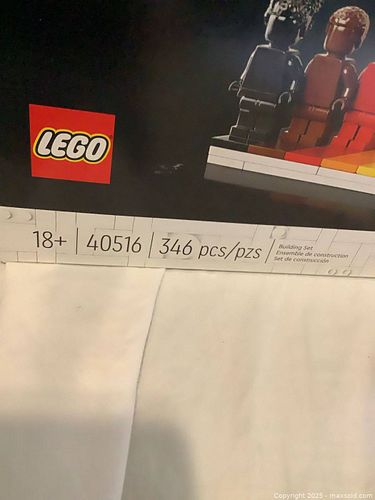 LEGO
18+ | 40516 | 346 pcs/pzs
Building Set
Ensemble de construction
Set de construcción
Copyright 2025 - maxsold.com